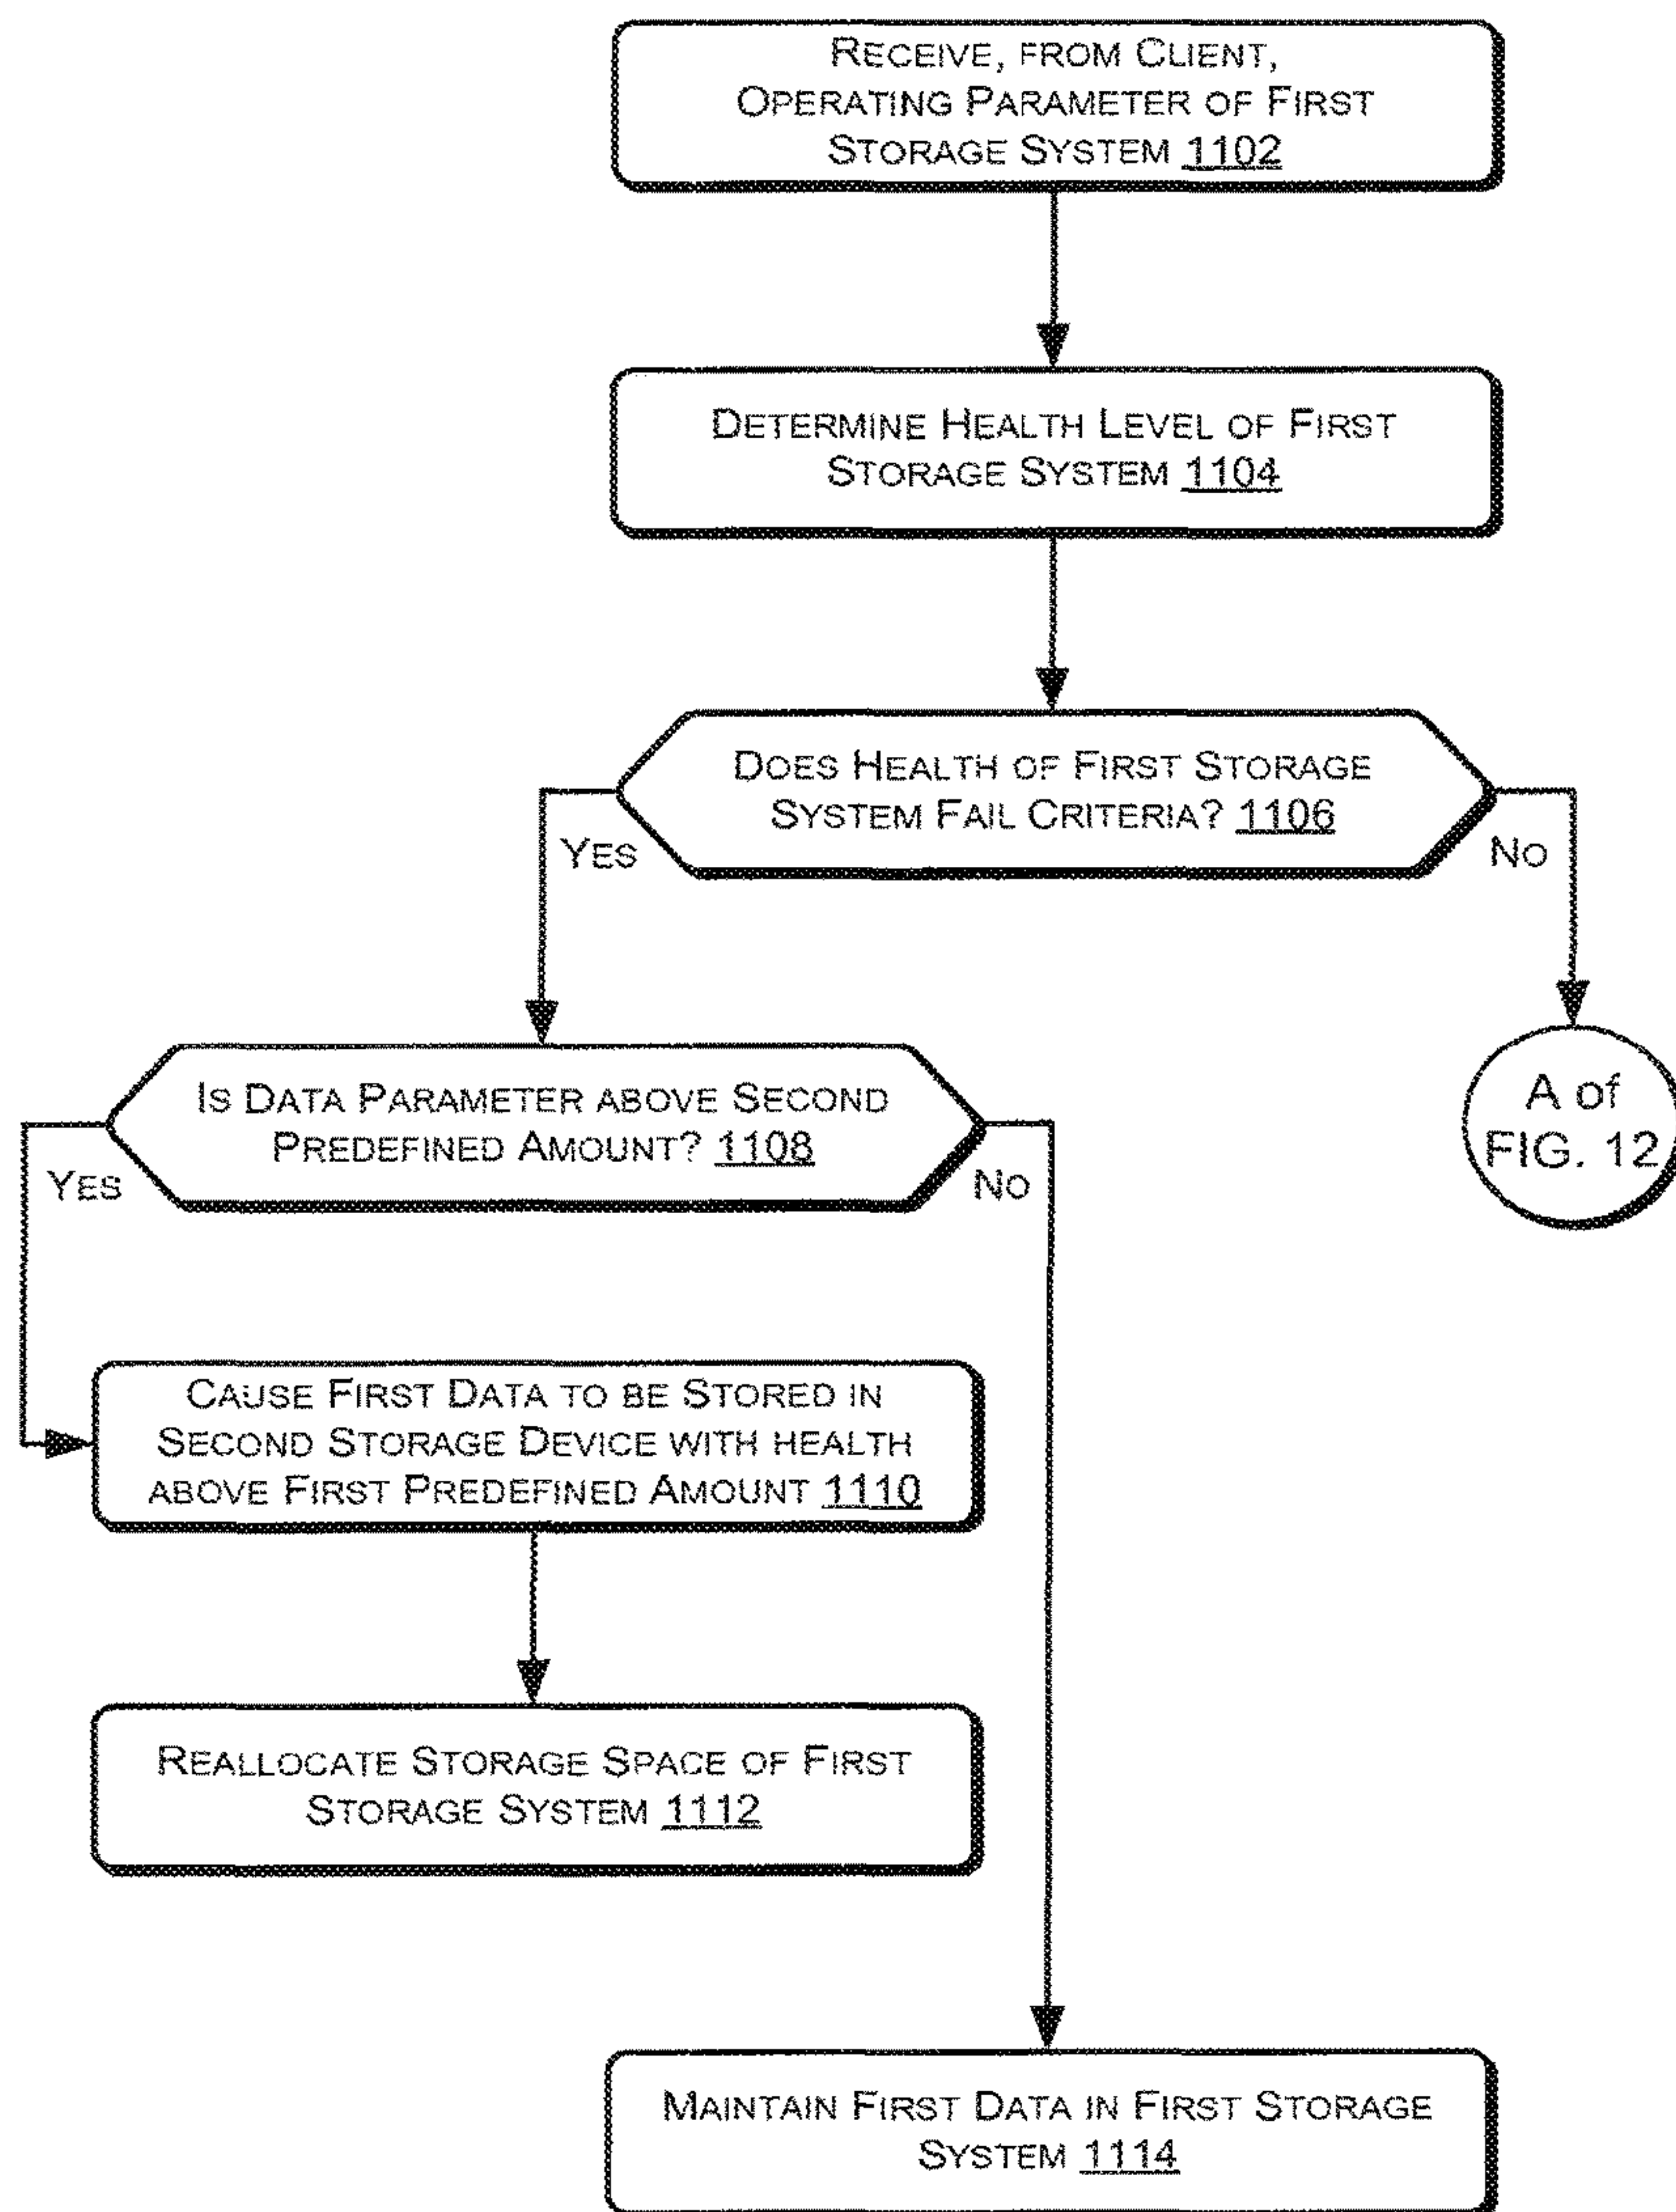 RECEIVE, FROM CLIENT,
OPERATING PARAMETER OF FIRST
STORAGE SYSTEM 1102
DETERMINE HEALTH LEVEL OF FIRST
STORAGE SYSTEM 1104
DOES HEALTH OF FIRST STORAGE
SYSTEM FAIL CRITERIA? 1106
YES
NO
IS DATA PARAMETER ABOVE SECOND
PREDEFINED AMOUNT? 1108
A of
FIG. 12
YES
NO
CAUSE FIRST DATA TO BE STORED IN
SECOND STORAGE DEVICE WITH HEALTH
ABOVE FIRST PREDEFINED AMOUNT 1110
REALLOCATE STORAGE SPACE OF FIRST
STORAGE SYSTEM 1112
MAINTAIN FIRST DATA IN FIRST STORAGE
SYSTEM 1114